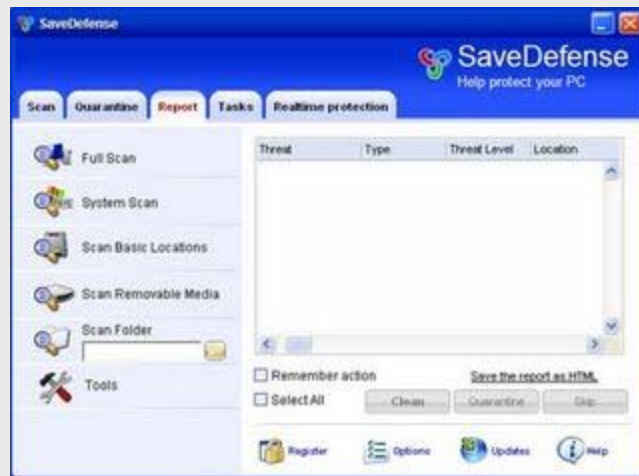 SaveDefense
SaveDefense
Help protect your PC
Scan Quarantine Report Tasks Realtime protection
Full Scan
System Scan
Scan Basic Locations
Scan Removable Media
Scan Folder
Tools
Threat Type Threat Level Location
Remember action
Save the report as HTML
Select All Clean Quarantine Skip
Register Options Updates Help